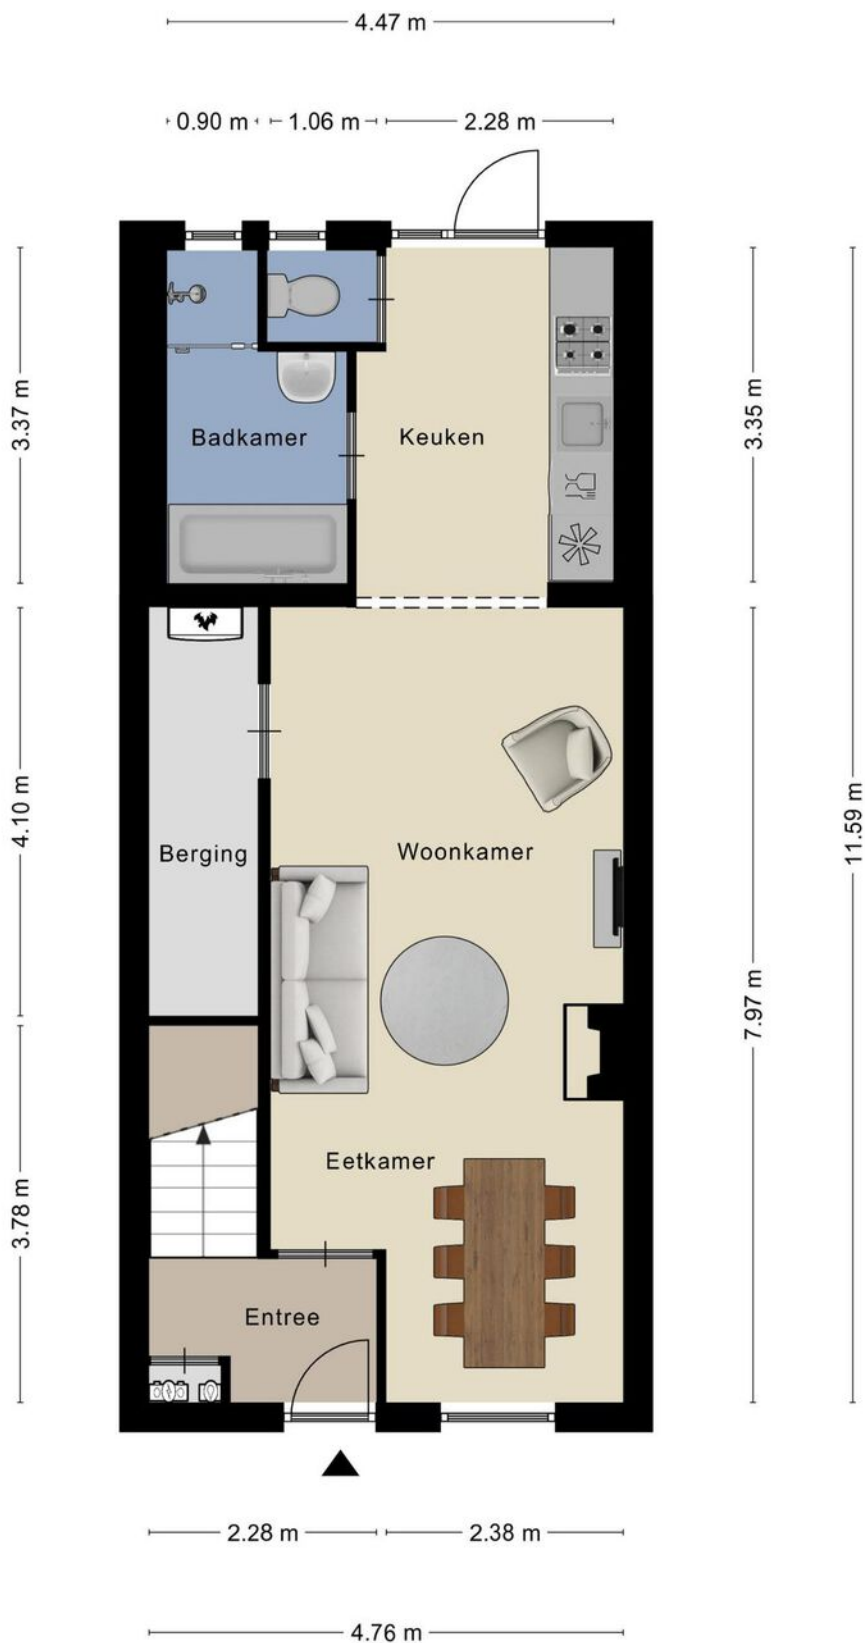 4.47 m
0.90 m
1.06 m
2.28 m
3.37 m
3.35 m
Badkamer
Keuken
4.10 m
11.59 m
Berging
Woonkamer
7.97 m
Eetkamer
3.78 m
Entree
2.28 m
2.38 m
4.76 m